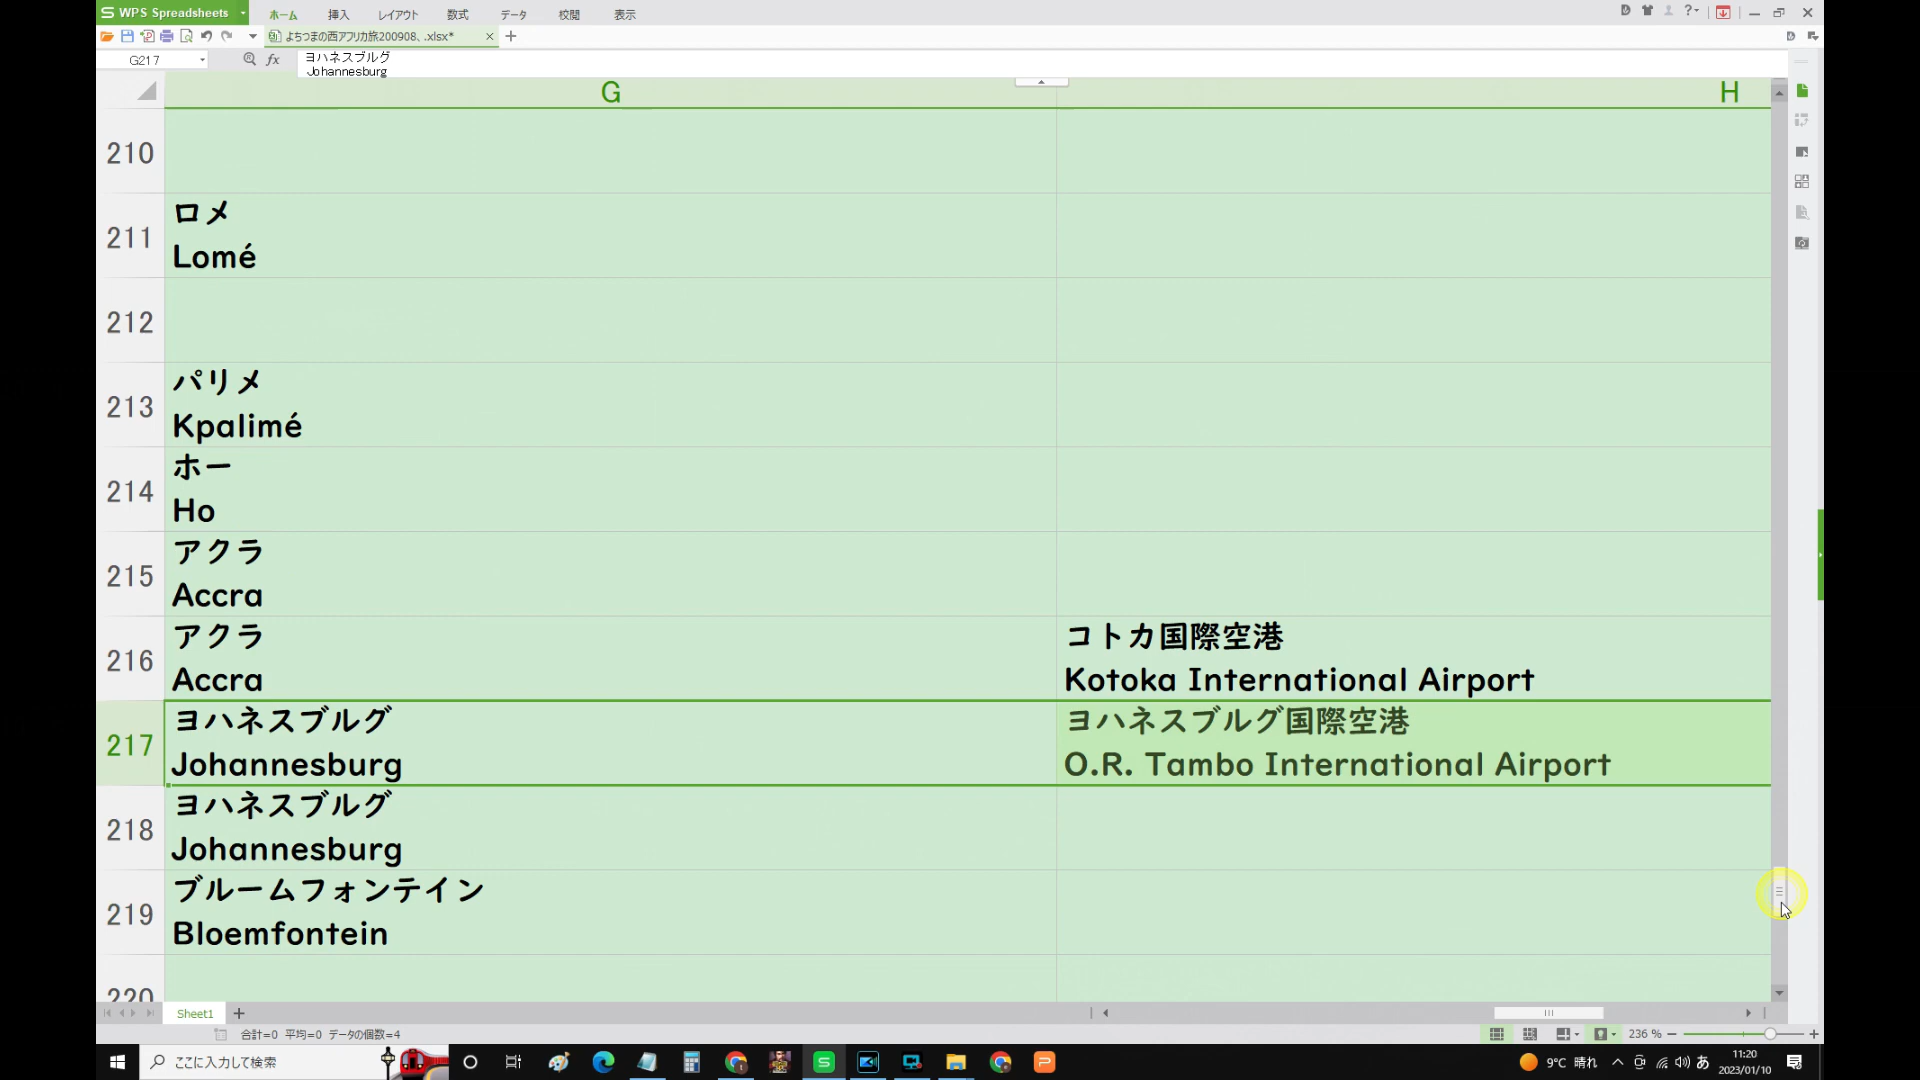 WPS Spreadsheets
ホーム 挿入 レイアウト 数式 データ 校閲 表示
よちつまの西アフリカ旅200908、.xlsx*
G217
fx
ヨハネスブルグ
Johannesburg
G H
210
211
ロメ
Lomé
212
213
パリメ
Kpalimé
214
ホー
Ho
215
アクラ
Accra
216
アクラ
Accra
コトカ国際空港
Kotoka International Airport
217
ヨハネスブルグ
Johannesburg
ヨハネスブルグ国際空港
O.R. Tambo International Airport
218
ヨハネスブルグ
Johannesburg
219
ブルームフォンテイン
Bloemfontein
220
Sheet1
合計=0 平均=0 データの個数=4
236 %
ここに入力して検索
9°C 晴れ
あ
11:20
2023/01/10